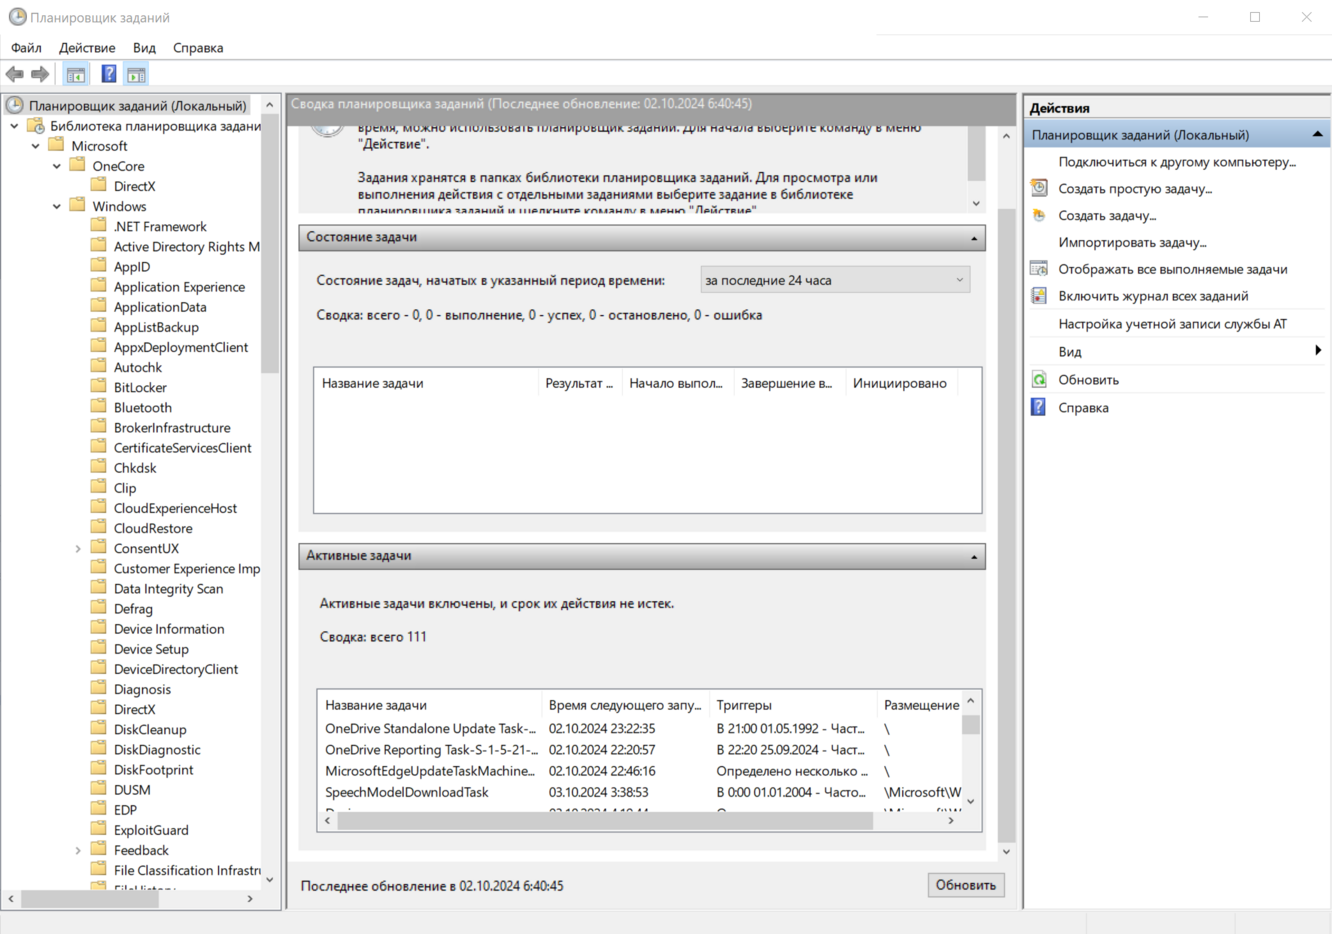 Планировщик заданий
Файл Действие Вид Справка
Планировщик заданий (Локальный)
Библиотека планировщика задани
Microsoft
OneCore
DirectX
Windows
.NET Framework
Active Directory Rights M
AppID
Application Experience
ApplicationData
AppListBackup
AppxDeploymentClient
Autochk
BitLocker
Bluetooth
BrokerInfrastructure
CertificateServicesClient
Chkdsk
Clip
CloudExperienceHost
CloudRestore
ConsentUX
Customer Experience Imp
Data Integrity Scan
Defrag
Device Information
Device Setup
DeviceDirectoryClient
Diagnosis
DirectX
DiskCleanup
DiskDiagnostic
DiskFootprint
DUSM
EDP
ExploitGuard
Feedback
File Classification Infrastru
FileHistory
Сводка планировщика заданий (Последнее обновление: 02.10.2024 6:40:45)
время, можно использовать планировщик заданий. Для начала выберите команду в меню
"Действие".
Задания хранятся в папках библиотеки планировщика заданий. Для просмотра или
выполнения действия с отдельными заданиями выберите задание в библиотеке
планировщика заданий и щелкните команду в меню "Действие".
Состояние задачи
Состояние задач, начатых в указанный период времени: за последние 24 часа
Сводка: всего - 0, 0 - выполнение, 0 - успех, 0 - остановлено, 0 - ошибка
Название задачи Результат ... Начало выпол... Завершение в... Инициировано
Активные задачи
Активные задачи включены, и срок их действия не истек.
Сводка: всего 111
Название задачи Время следующего запу... Триггеры Размещение
OneDrive Standalone Update Task-... 02.10.2024 23:22:35 В 21:00 01.05.1992 - Част... \
OneDrive Reporting Task-S-1-5-21-... 02.10.2024 22:20:57 В 22:20 25.09.2024 - Част... \
MicrosoftEdgeUpdateTaskMachine... 02.10.2024 22:46:16 Определено несколько ... \
SpeechModelDownloadTask 03.10.2024 3:38:53 В 0:00 01.01.2004 - Часто... \Microsoft\W
Последнее обновление в 02.10.2024 6:40:45 Обновить
Действия
Планировщик заданий (Локальный)
Подключиться к другому компьютеру...
Создать простую задачу...
Создать задачу...
Импортировать задачу...
Отображать все выполняемые задачи
Включить журнал всех заданий
Настройка учетной записи службы AT
Вид
Обновить
Справка